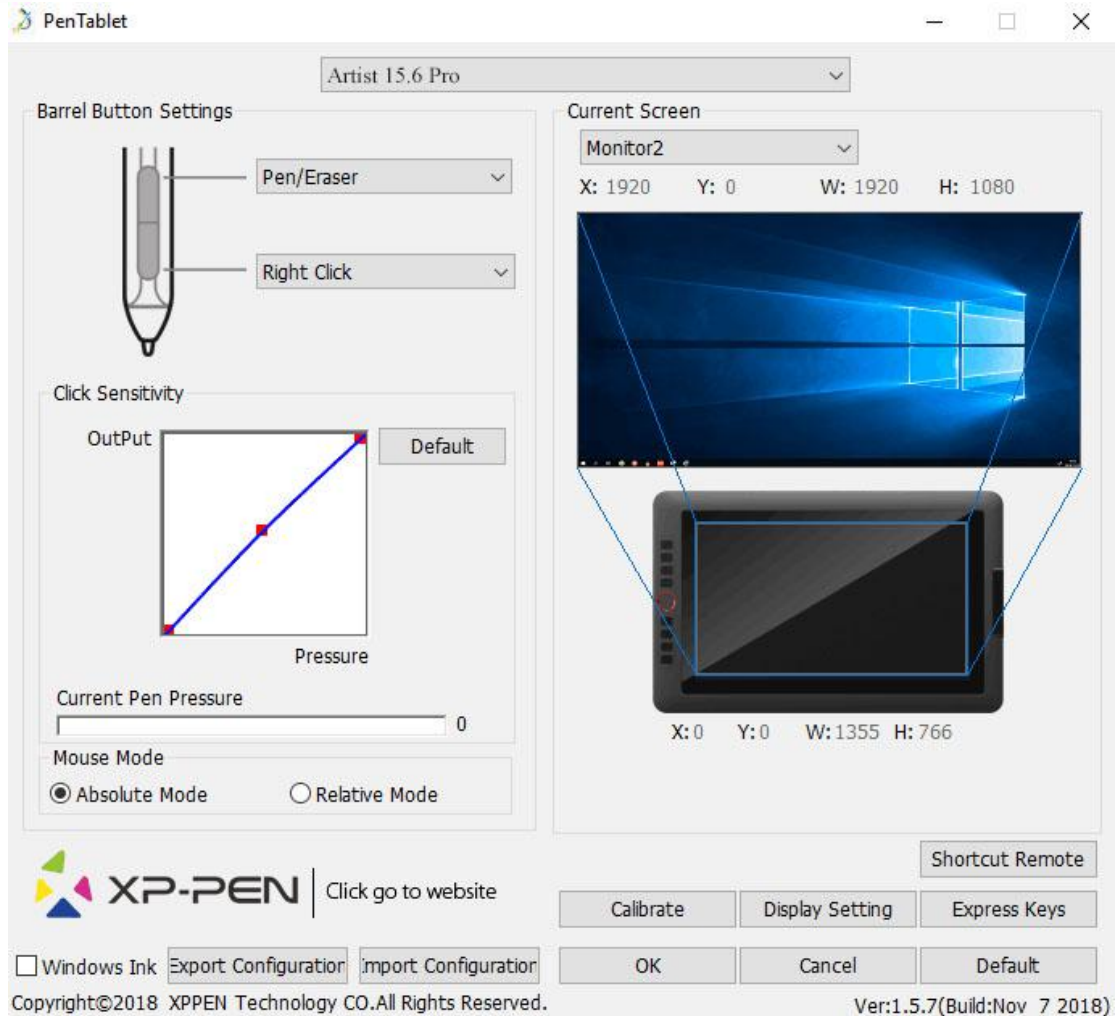 PenTablet
Artist 15.6 Pro
Barrel Button Settings
Pen/Eraser
Right Click
Click Sensitivity
OutPut
Default
Pressure
Current Pen Pressure
0
Mouse Mode
Absolute Mode
Relative Mode
Current Screen
Monitor2
X: 1920 Y: 0 W: 1920 H: 1080
X: 0 Y: 0 W: 1355 H: 766
XP-PEN Click go to website
Shortcut Remote
Calibrate Display Setting Express Keys
Windows Ink Export Configuration Import Configuration OK Cancel Default
Copyright©2018 XPPEN Technology CO.All Rights Reserved. Ver:1.5.7(Build:Nov 7 2018)